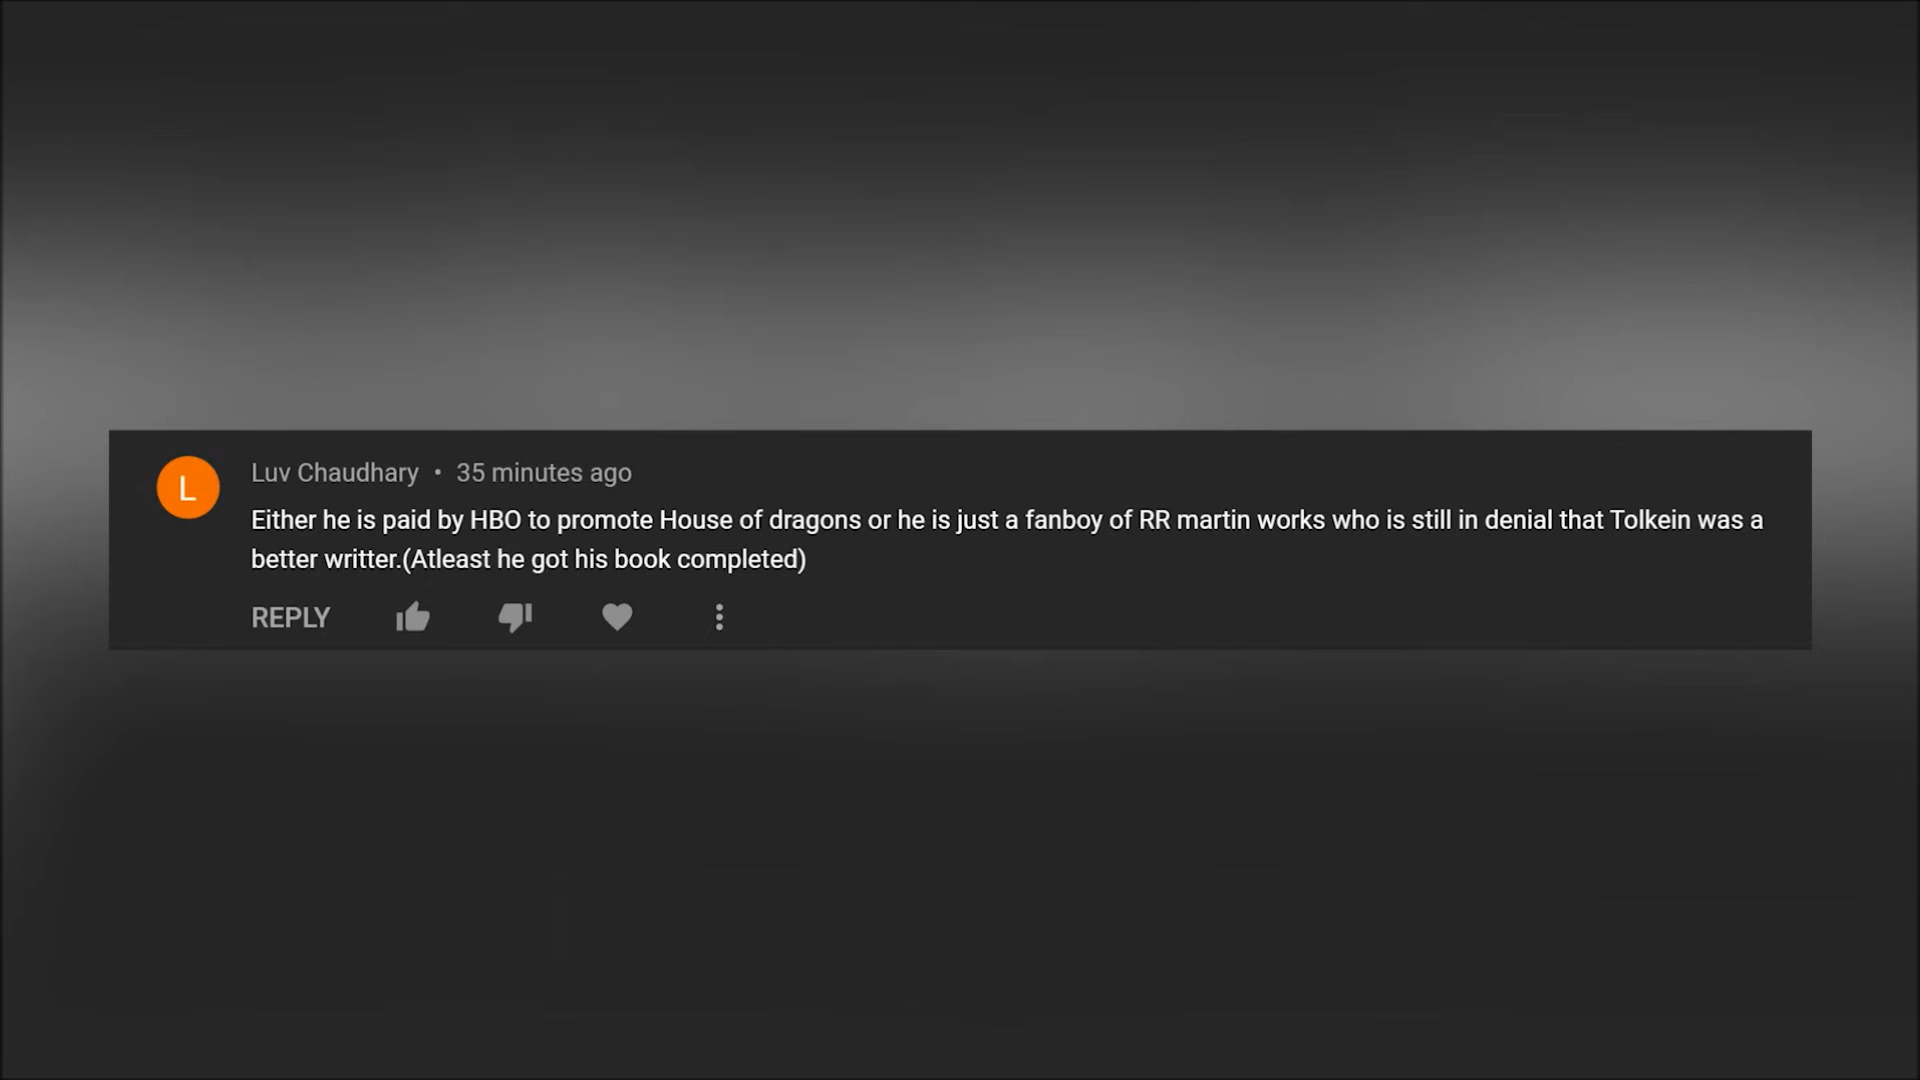 L
Luv Chaudhary • 35 minutes ago
Either he is paid by HBO to promote House of dragons or he is just a fanboy of RR martin works who is still in denial that Tolkein was a
better writter.(Atleast he got his book completed)
REPLY